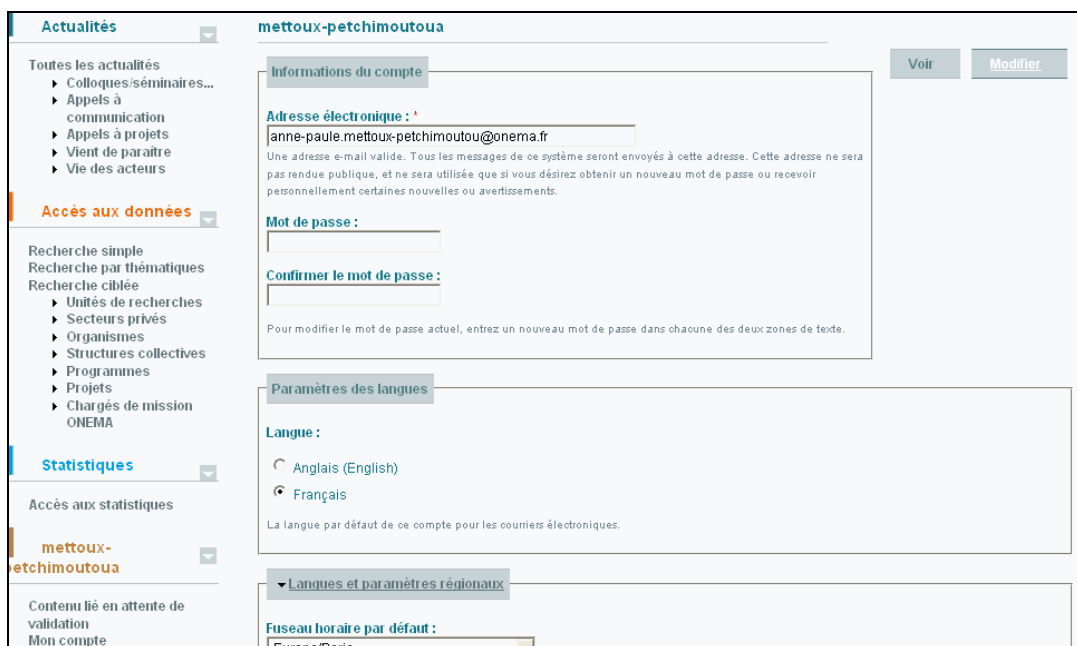 Actualités
Toutes les actualités
Colloques/séminaires...
Appels à
communication
Appels à projets
Vient de paraître
Vie des acteurs
Accès aux données
Recherche simple
Recherche par thématiques
Recherche ciblée
Unités de recherches
Secteurs privés
Organismes
Structures collectives
Programmes
Projets
Chargés de mission
ONEMA
Statistiques
Accès aux statistiques
mettoux-
petchimoutoua
Contenu lié en attente de
validation
Mon compte
mettoux-petchimoutoua
Voir
Modifier
Informations du compte
Adresse électronique : *
anne-paule.mettoux-petchimoutou@onema.fr
Une adresse e-mail valide. Tous les messages de ce système seront envoyés à cette adresse. Cette adresse ne sera
pas rendue publique, et ne sera utilisée que si vous désirez obtenir un nouveau mot de passe ou recevoir
personnellement certaines nouvelles ou avertissements.
Mot de passe :
Confirmer le mot de passe :
Pour modifier le mot de passe actuel, entrez un nouveau mot de passe dans chacune des deux zones de texte.
Paramètres des langues
Langue :
Anglais (English)
Français
La langue par défaut de ce compte pour les courriers électroniques.
Langues et paramètres régionaux
Fuseau horaire par défaut :
Europe/Paris